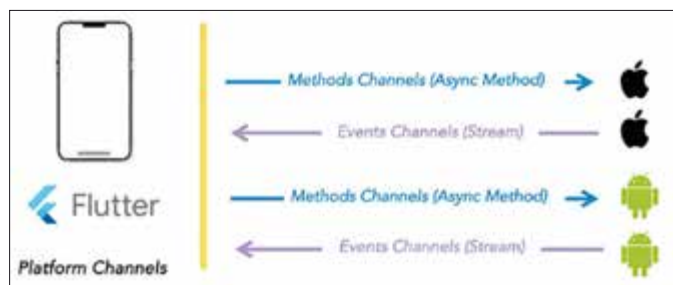 Methods Channels (Async Method)
Events Channels (Stream)
Methods Channels (Async Method)
Events Channels (Stream)
Flutter
Platform Channels